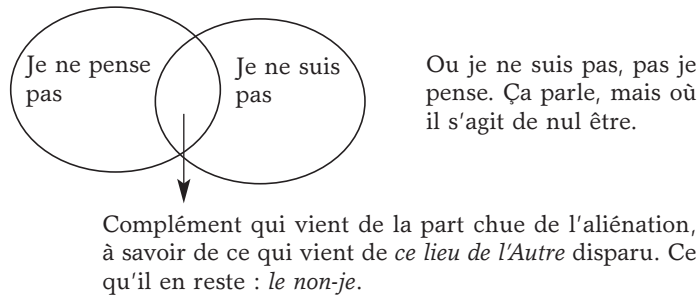 Je ne pense
pas
Je ne suis
pas
Ou je ne suis pas, pas je
pense. Ça parle, mais où
il s'agit de nul être.
Complément qui vient de la part chue de l'aliénation,
à savoir de ce qui vient de ce lieu de l'Autre disparu. Ce
qu'il en reste : le non-je.